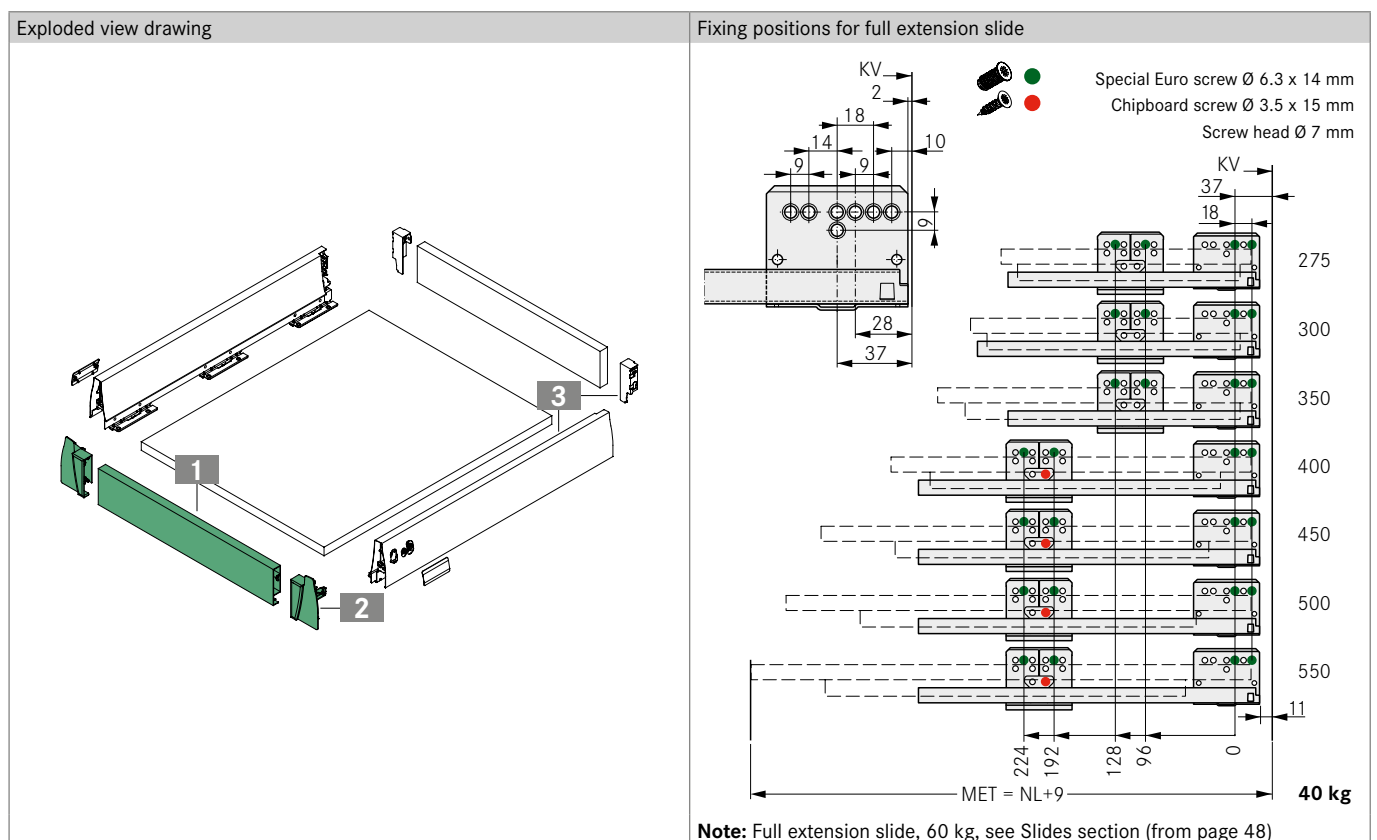 Exploded view drawing
1
2
3
Fixing positions for full extension slide
KV
2
18
14
10
9
9
9
28
37
Special Euro screw Ø 6.3 x 14 mm
Chipboard screw Ø 3.5 x 15 mm
Screw head Ø 7 mm
KV
37
18
275
300
350
400
450
500
550
11
224
192
128
96
0
MET = NL+9
40 kg
Note: Full extension slide, 60 kg, see Slides section (from page 48)